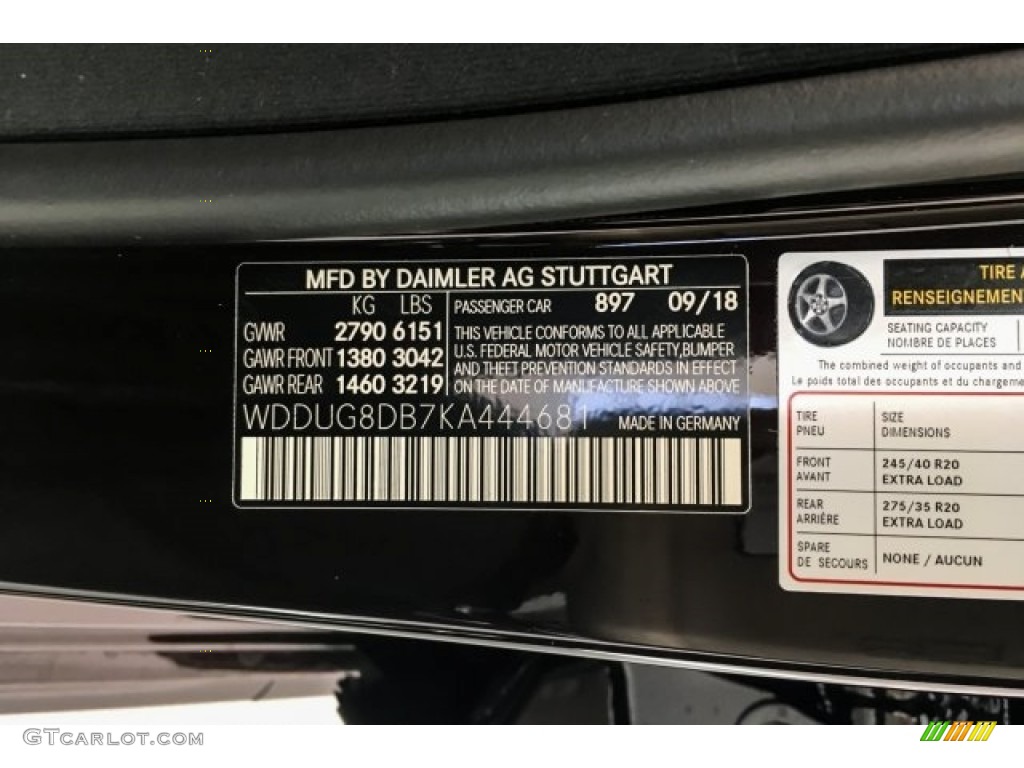 MFD BY DAIMLER AG STUTTGART
KG LBS
GVWR 2790 6151
GAWR FRONT 1380 3042
GAWR REAR 1460 3219
PASSENGER CAR 897 09/18
THIS VEHICLE CONFORMS TO ALL APPLICABLE
U.S. FEDERAL MOTOR VEHICLE SAFETY,BUMPER
AND THEFT PREVENTION STANDARDS IN EFFECT
ON THE DATE OF MANUFACTURE SHOWN ABOVE
WDDUG8DB7KA444681 MADE IN GERMANY
TIRE
RENSEIGNEMEN
SEATING CAPACITY
NOMBRE DE PLACES
The combined weight of occupants and
Le poids total des occupants et du chargeme
TIRE SIZE
PNEU DIMENSIONS
FRONT 245/40 R20
AVANT EXTRA LOAD
REAR 275/35 R20
ARRIÈRE EXTRA LOAD
SPARE
DE SECOURS NONE / AUCUN
GTcarlot.com